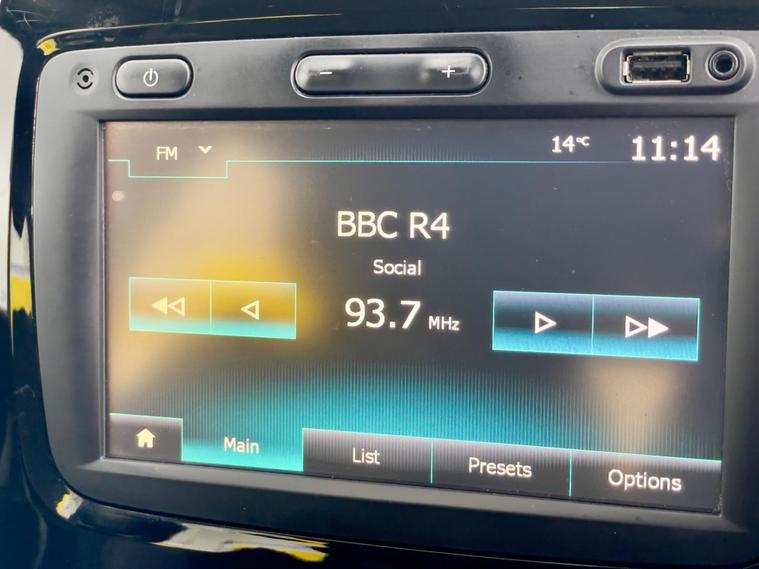 FM
14°C
11:14
BBC R4
Social
93.7 MHz
Main
List
Presets
Options